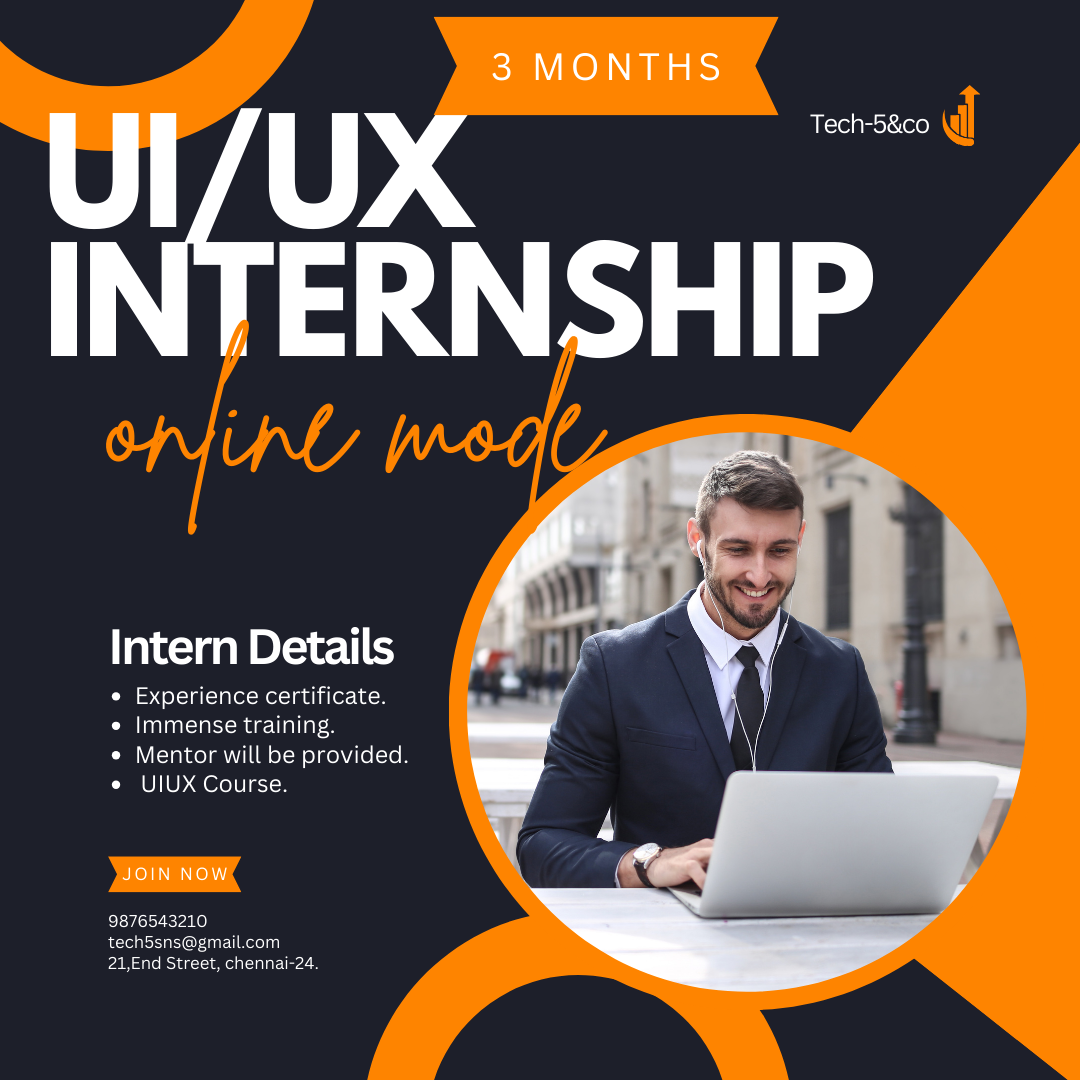 3 MONTHS
Tech-5&co
UI/UX
INTERNSHIP
online mode
Intern Details
• Experience certificate.
• Immense training.
• Mentor will be provided.
• UIUX Course.
JOIN NOW
9876543210
tech5sns@gmail.com
21,End Street, chennai-24.